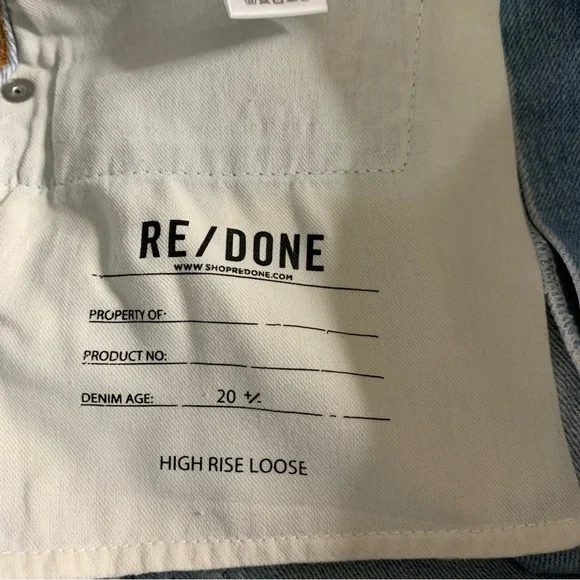 RE/DONE
WWW.SHOPREDONE.COM
PROPERTY OF:
PRODUCT NO:
DENIM AGE: 20 +/-
HIGH RISE LOOSE